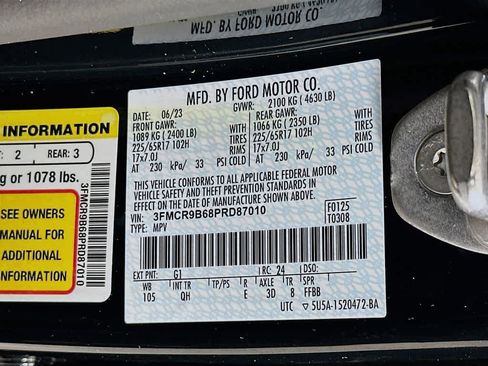 MFD. BY FORD MOTOR CO.
MFD. BY FORD MOTOR CO.
06/23 GVWR: 2100 KG ( 4630 LB)
FRONT GAWR: REAR GAWR:
1089 KG ( 2400 LB) 1066 KG ( 2350 LB)
225/65R17 102H TIRES 225/65R17 102H TIRES
17x7.0J RIMS 17x7.0J RIMS
AT 230 kPa/ 33 PSI COLD AT 230 kPa/ 33 PSI COLD
THIS VEHICLE CONFORMS TO ALL APPLICABLE FEDERAL MOTOR
VEHICLE SAFETY AND THEFT PREVENTION STANDARDS IN EFFECT
ON THE DATE OF MANUFACTURE SHOWN ABOVE.
VIN: 3FMCR9B68PRD87010 F0125
TYPE: MPV T0308
EXT PNT: G1 RC: 24 DSO:
WB INT TR TP/PS R AXLE TR SPR
105 QH E 3D 8 FFBB
UTC 5U5A-1520472-BA
INFORMATION
2 REAR: 3
g or 1078 lbs.
SEE OWNERS
MANUAL FOR
ADDITIONAL
INFORMATION
3FMCR9B68PRD87010